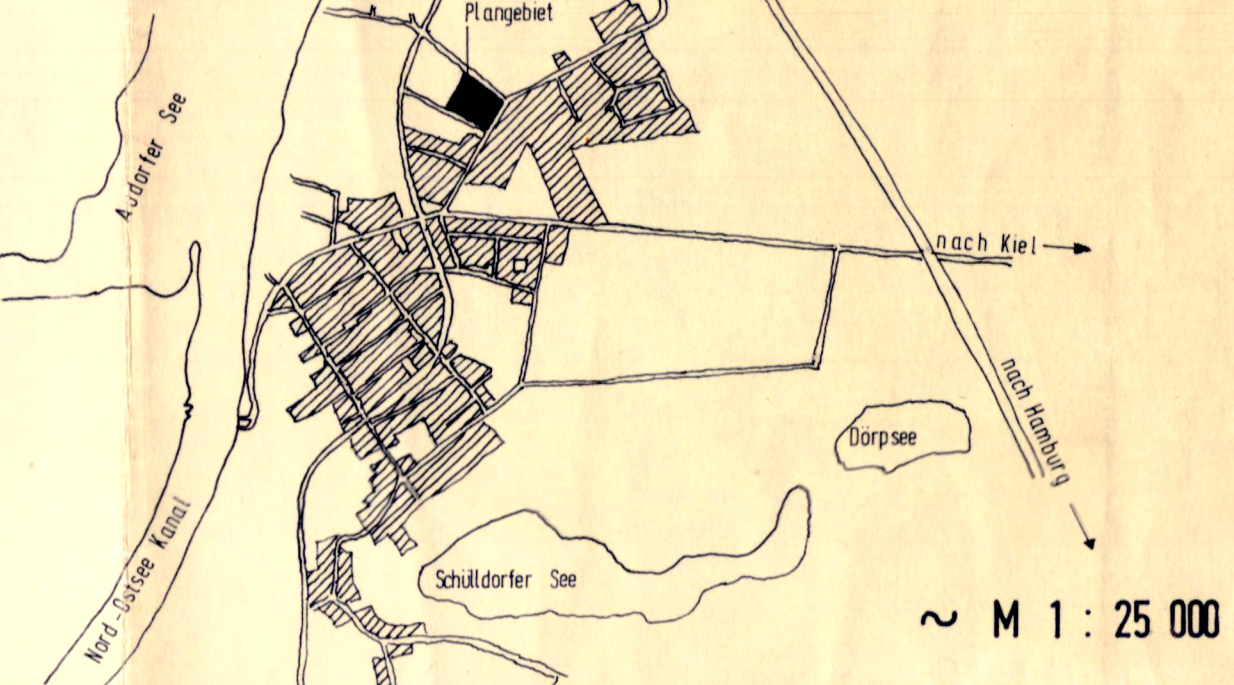 Plangebiet
Audorfer See
nach Kiel
nach Hamburg
Dörpsee
Schülldorfer See
Nord-Ostsee Kanal
~ M 1 : 25 000